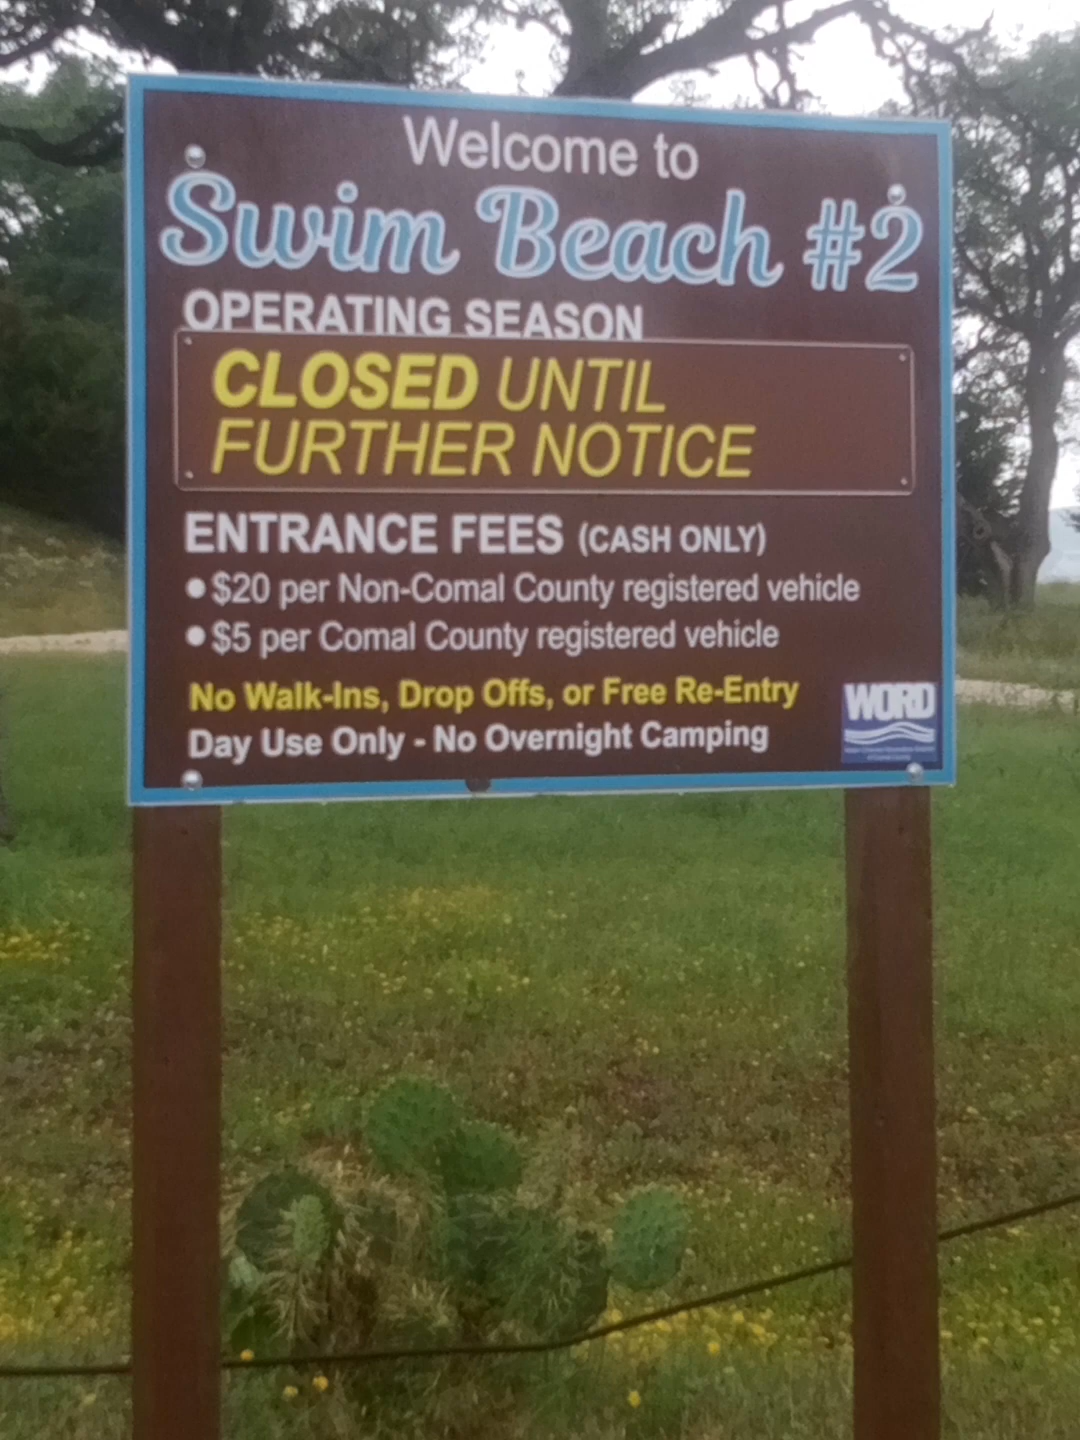 Welcome to
Swim Beach #2
OPERATING SEASON
CLOSED UNTIL
FURTHER NOTICE
ENTRANCE FEES (CASH ONLY)
• $20 per Non-Comal County registered vehicle
• $5 per Comal County registered vehicle
No Walk-Ins, Drop Offs, or Free Re-Entry
Day Use Only - No Overnight Camping
WORD